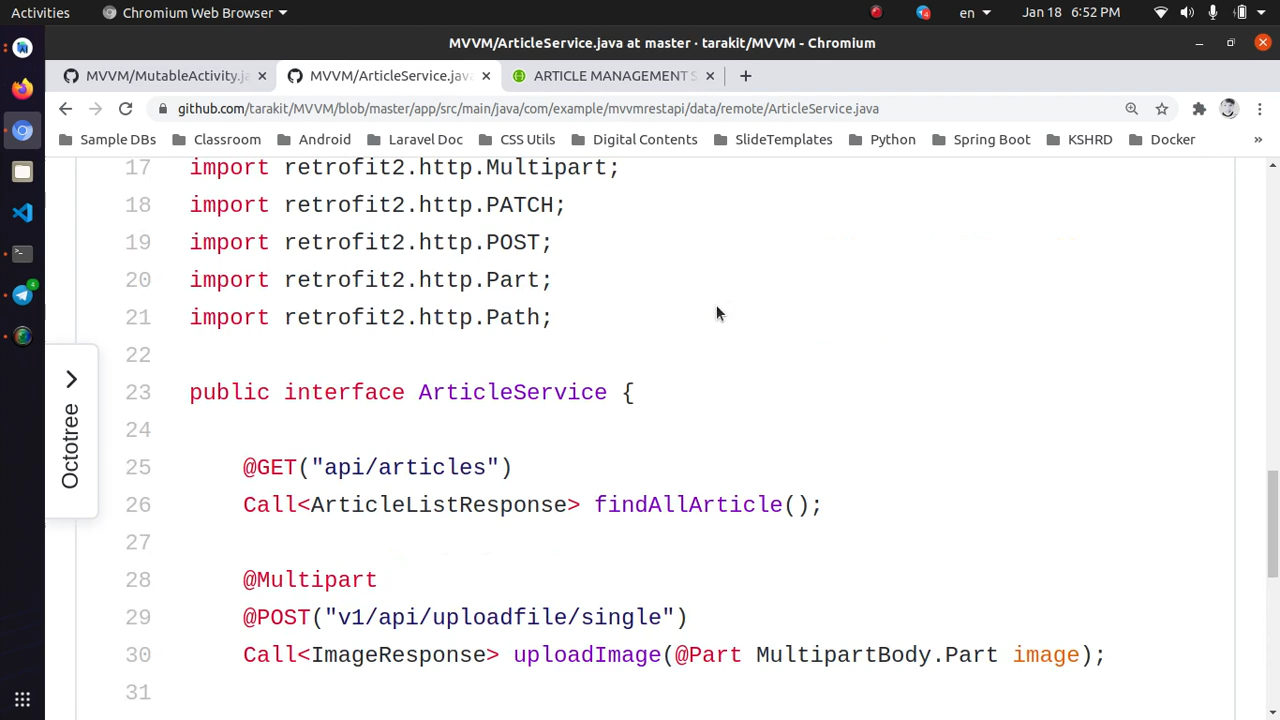 Activities
Chromium Web Browser
4
en
Jan 18 6:52 PM
MVVM/ArticleService.java at master · tarakit/MVVM - Chromium
MVVM/MutableActivity.ja
MVVM/ArticleService.java
ARTICLE MANAGEMENT S
github.com/tarakit/MVVM/blob/master/app/src/main/java/com/example/mvvmrestapi/data/remote/ArticleService.java
Sample DBs
Classroom
Android
Laravel Doc
CSS Utils
Digital Contents
SlideTemplates
Python
Spring Boot
KSHRD
Docker
»
17 import retrofit2.http.Multipart;
18 import retrofit2.http.PATCH;
19 import retrofit2.http.POST;
20 import retrofit2.http.Part;
21 import retrofit2.http.Path;
22
23 public interface ArticleService {
24
25 @GET("api/articles")
26 Call<ArticleListResponse> findAllArticle();
27
28 @Multipart
29 @POST("v1/api/uploadfile/single")
30 Call<ImageResponse> uploadImage(@Part MultipartBody.Part image);
31
Octotree
4